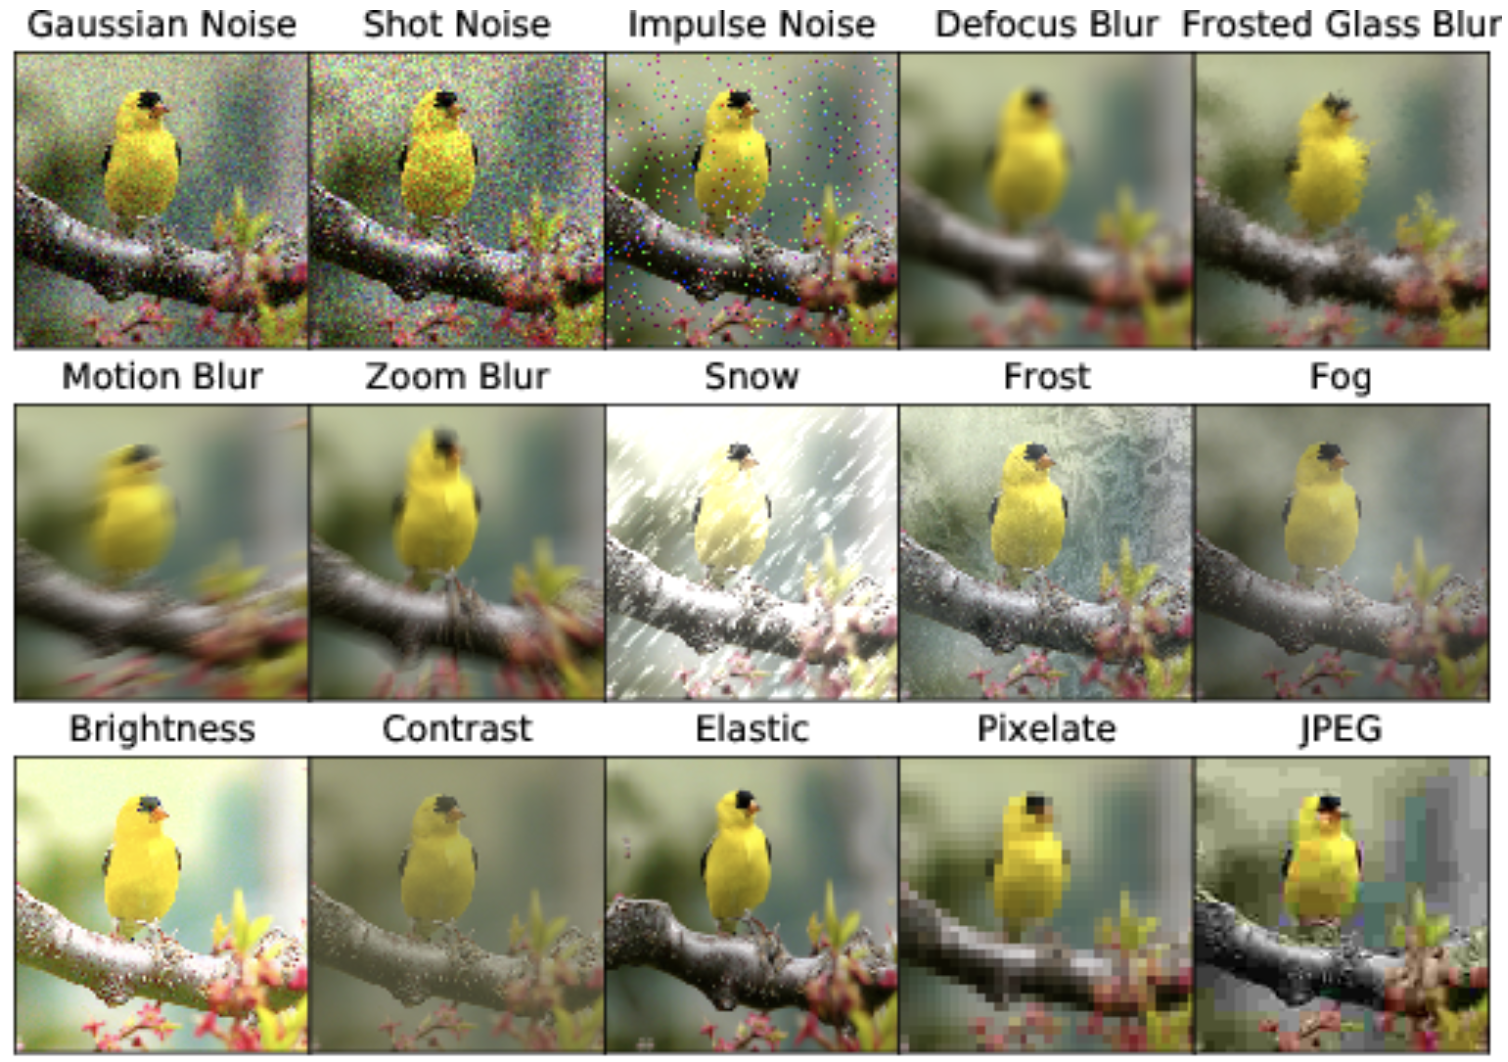 Gaussian Noise Shot Noise Impulse Noise Defocus Blur Frosted Glass Blur
Motion Blur Zoom Blur Snow Frost Fog
Brightness Contrast Elastic Pixelate JPEG